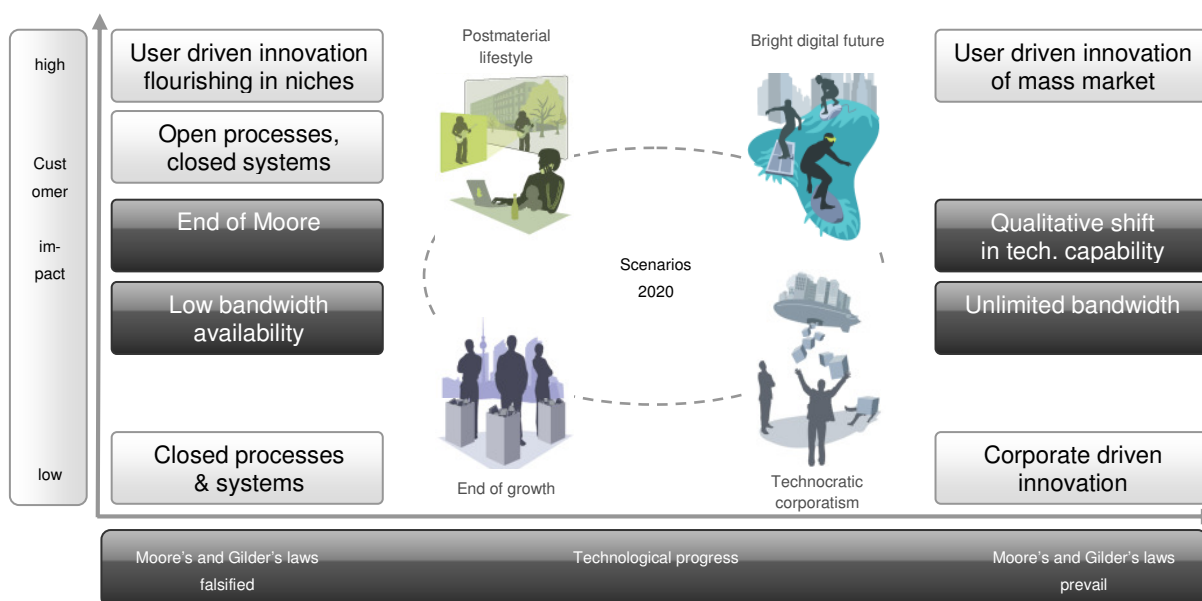 high
Cust
omer
im-
pact
low
User driven innovation
flourishing in niches
Open processes,
closed systems
End of Moore
Low bandwidth
availability
Closed processes
& systems
Postmaterial
lifestyle
Bright digital future
Scenarios
2020
End of growth
Technocratic
corporatism
User driven innovation
of mass market
Qualitative shift
in tech. capability
Unlimited bandwidth
Corporate driven
innovation
Moore's and Gilder's laws
falsified
Technological progress
Moore's and Gilder's laws
prevail